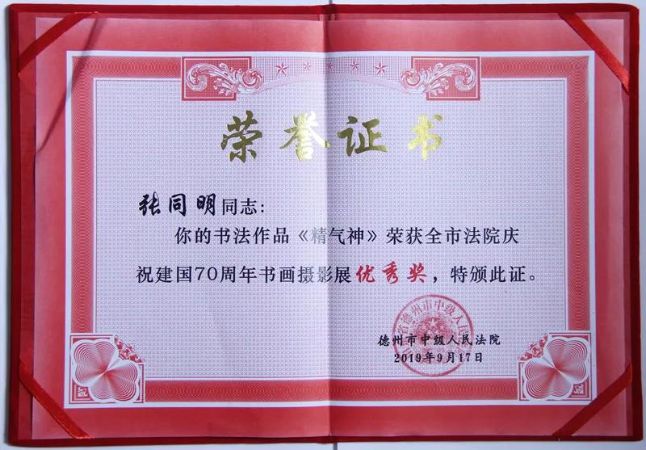 荣誉证书
张同明同志：
你的书法作品《精气神》荣获全市法院庆
祝建国70周年书画摄影展优秀奖，特颁此证。
德州市中级人民法院
2019年9月17日